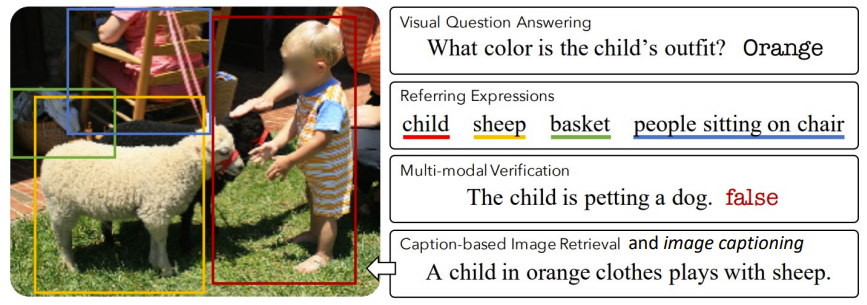 Visual Question Answering
What color is the child's outfit? Orange
Referring Expressions
child sheep basket people sitting on chair
Multi-modal Verification
The child is petting a dog. false
Caption-based Image Retrieval and image captioning
A child in orange clothes plays with sheep.